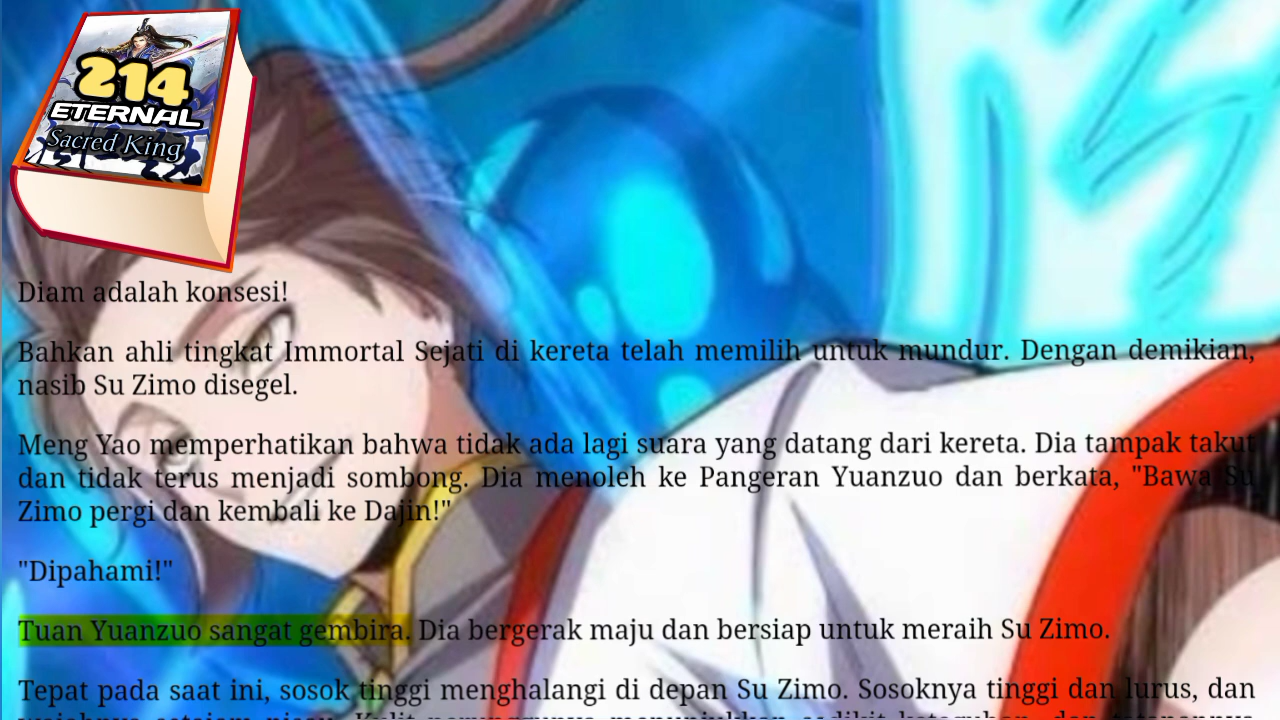 214
ETERNAL
Sacred King
Diam adalah konsesi!
Bahkan ahli tingkat Immortal Sejati di kereta telah memilih untuk mundur. Dengan demikian,
nasib Su Zimo disegel.
Meng Yao memperhatikan bahwa tidak ada lagi suara yang datang dari kereta. Dia tampak takut
dan tidak terus menjadi sombong. Dia menoleh ke Pangeran Yuanzuo dan berkata, "Bawa Su
Zimo pergi dan kembali ke Dajin!"
"Dipahami!"
Tuan Yuanzuo sangat gembira. Dia bergerak maju dan bersiap untuk meraih Su Zimo.
Tepat pada saat ini, sosok tinggi menghalangi di depan Su Zimo. Sosoknya tinggi dan lurus, dan